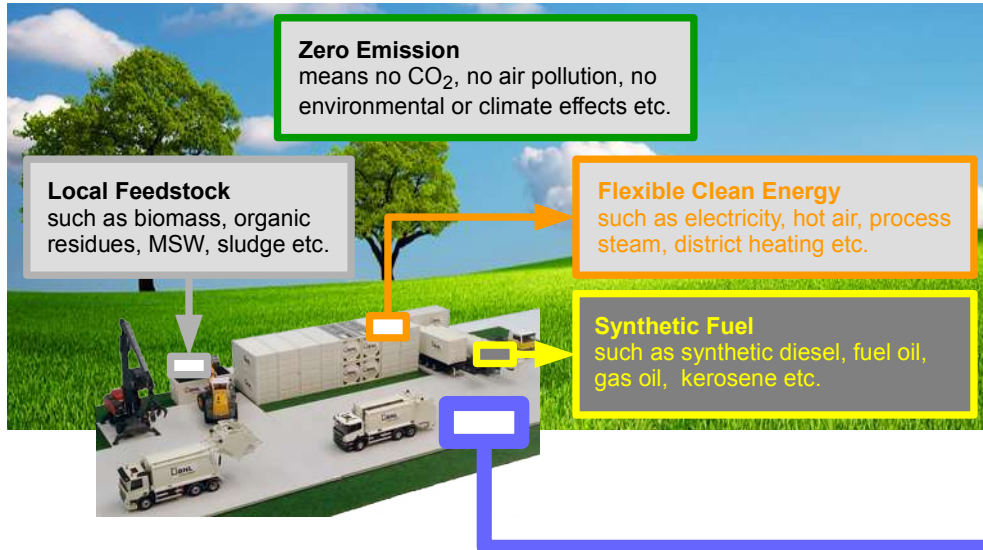 Zero Emission
means no CO₂, no air pollution, no
environmental or climate effects etc.
Local Feedstock
such as biomass, organic
residues, MSW, sludge etc.
Flexible Clean Energy
such as electricity, hot air, process
steam, district heating etc.
Synthetic Fuel
such as synthetic diesel, fuel oil,
gas oil, kerosene etc.
BNL